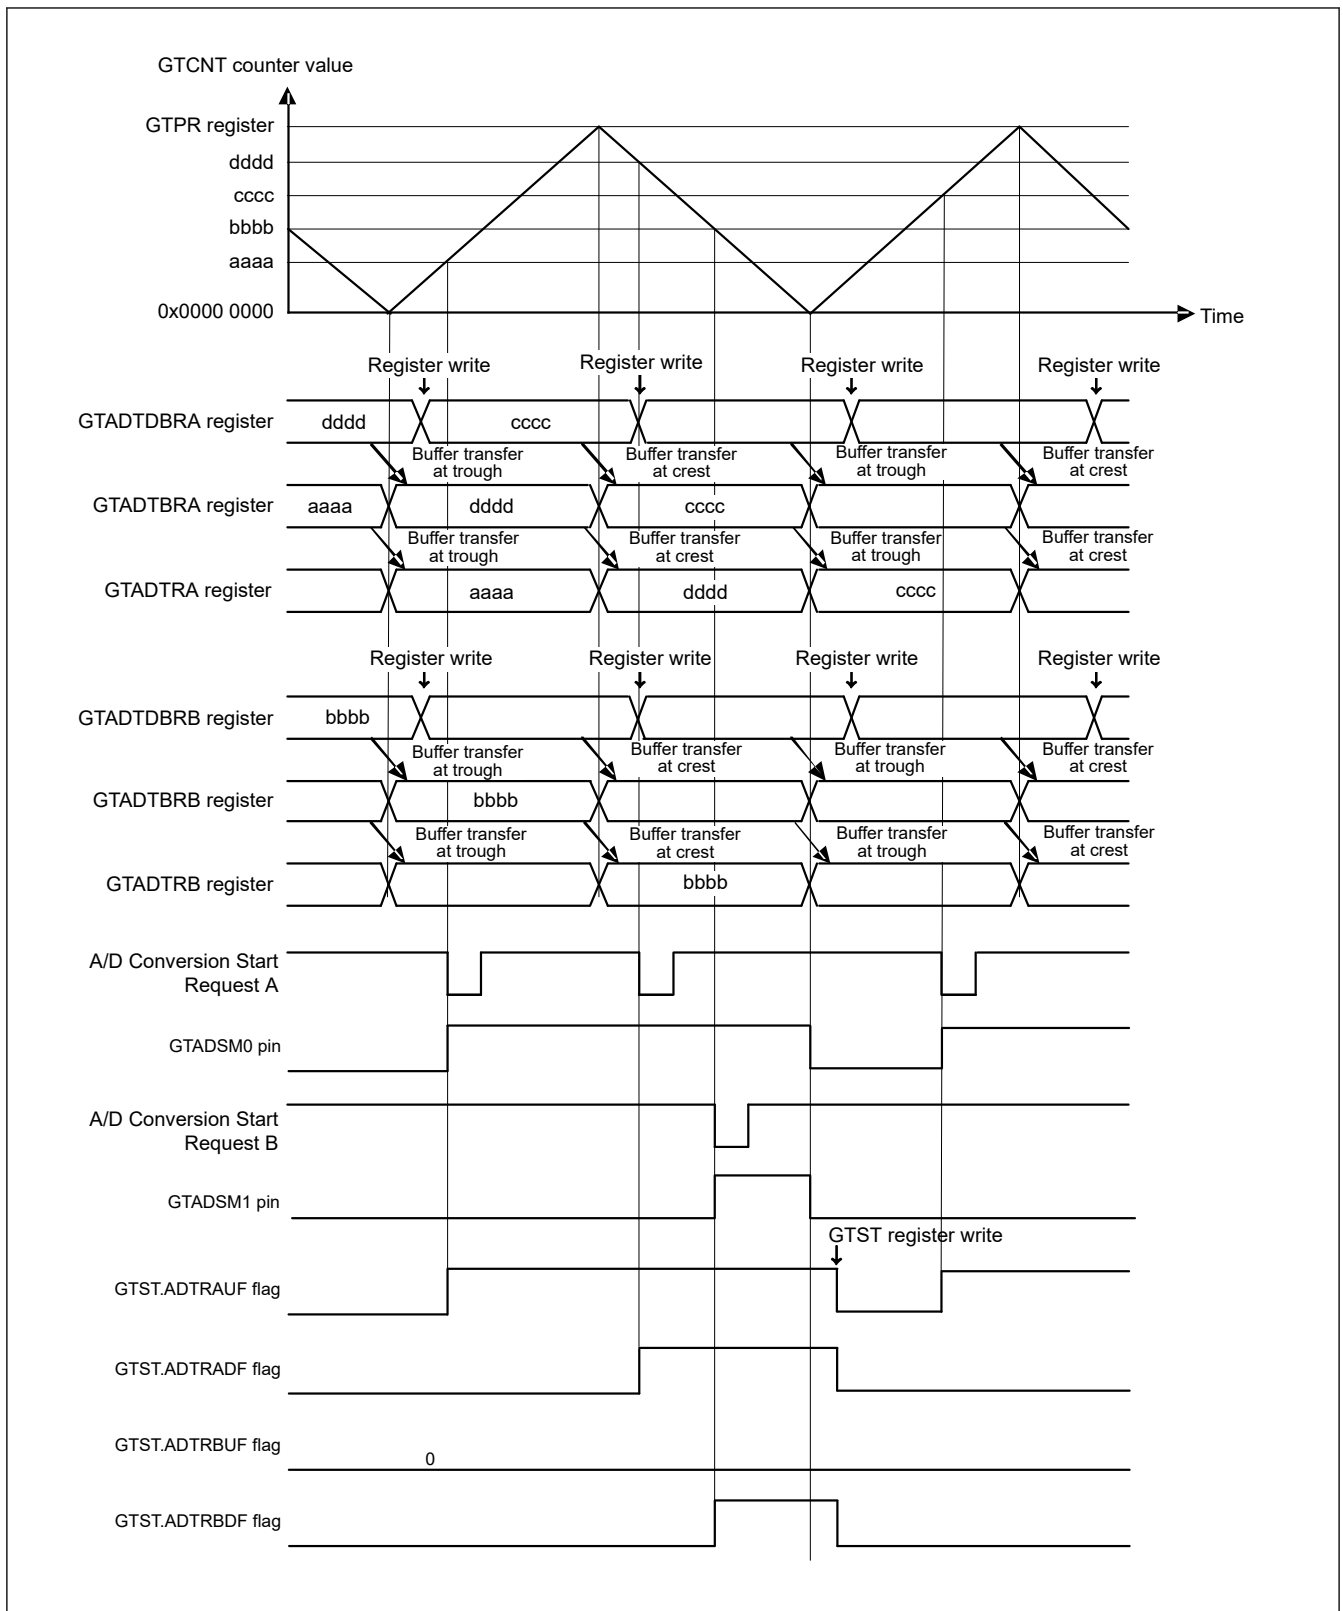 GTCNT counter value
GTPR register
dddd
cccc
bbbb
aaaa
0x0000 0000
Time
Register write Register write Register write Register write
GTADTDBRA register dddd cccc
Buffer transfer at trough
Buffer transfer at crest
Buffer transfer at trough
Buffer transfer at crest
GTADTBRA register aaaa dddd cccc
Buffer transfer at trough
Buffer transfer at crest
Buffer transfer at trough
Buffer transfer at crest
GTADTRA register aaaa dddd cccc
Register write Register write Register write Register write
GTADTDBRB register bbbb
Buffer transfer at trough
Buffer transfer at crest
Buffer transfer at trough
Buffer transfer at crest
GTADTBRB register bbbb
Buffer transfer at trough
Buffer transfer at crest
Buffer transfer at trough
Buffer transfer at crest
GTADTRB register bbbb
A/D Conversion Start
Request A
GTADSM0 pin
A/D Conversion Start
Request B
GTADSM1 pin
GTST register write
GTST.ADTRAUF flag
GTST.ADTRADF flag
GTST.ADTRBUF flag 0
GTST.ADTRBDF flag